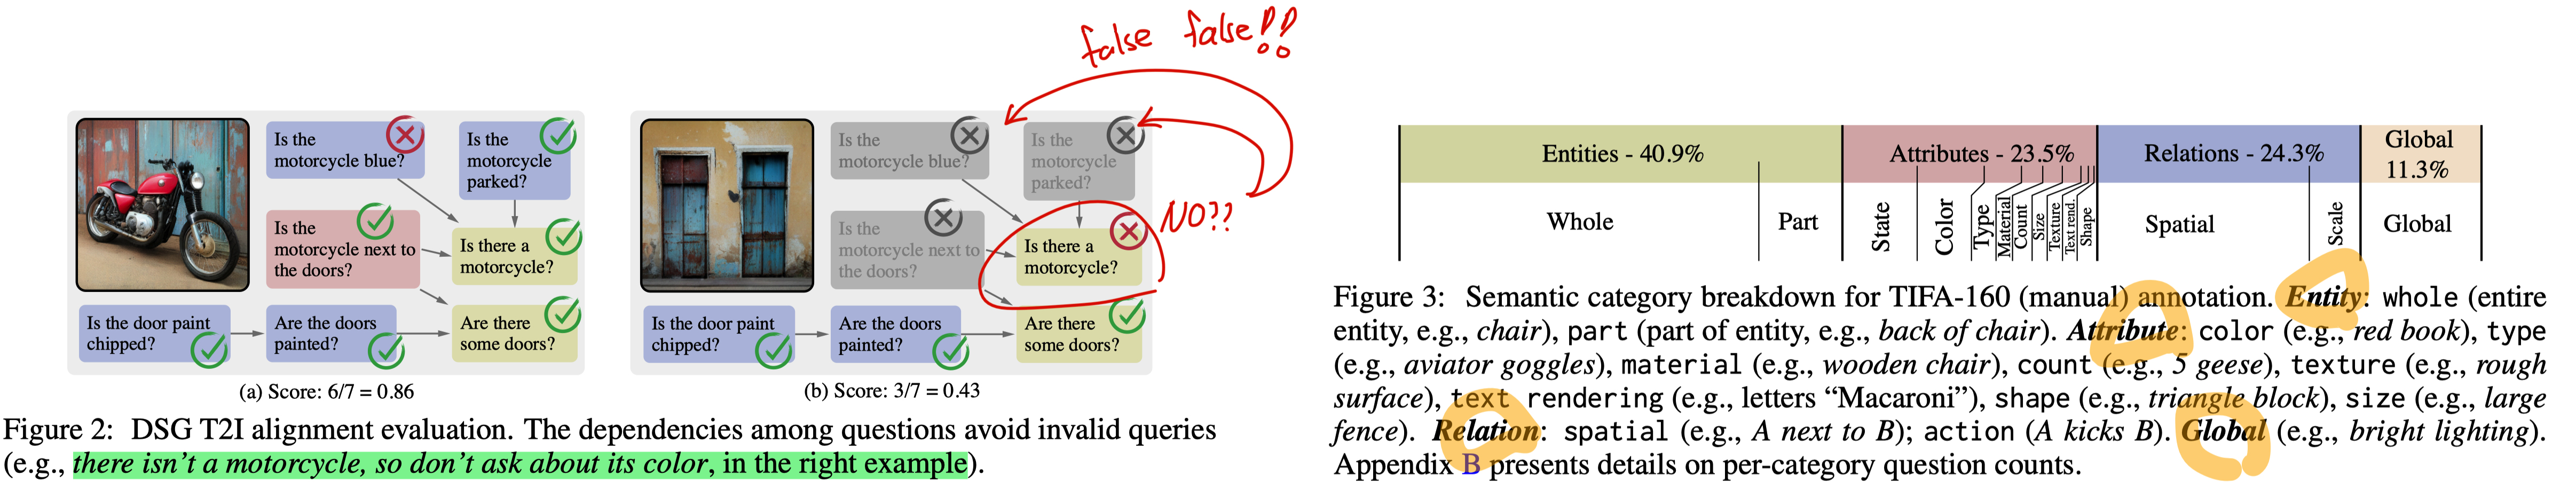 false false!!
Is the
motorcycle blue?
Is the
motorcycle
parked?
Is the
motorcycle next to
the doors?
Is there a
motorcycle?
Is the door paint
chipped?
Are the doors
painted?
Are there
some doors?
(a) Score: 6/7 = 0.86
Is the
motorcycle blue?
Is the
motorcycle
parked?
NO??
Is the
motorcycle next to
the doors?
Is there a
motorcycle?
Is the door paint
chipped?
Are the doors
painted?
Are there
some doors?
(b) Score: 3/7 = 0.43
Figure 2: DSG T2I alignment evaluation. The dependencies among questions avoid invalid queries
(e.g., there isn't a motorcycle, so don't ask about its color, in the right example).
Entities - 40.9%
Attributes - 23.5%
Relations - 24.3%
Global
11.3%
Whole
Part
State
Color
Type
Material
Count
Size
Texture
Text rend.
Shape
Spatial
Scale
Global
Figure 3: Semantic category breakdown for TIFA-160 (manual) annotation. Entity: whole (entire
entity, e.g., chair), part (part of entity, e.g., back of chair). Attribute: color (e.g., red book), type
(e.g., aviator goggles), material (e.g., wooden chair), count (e.g., 5 geese), texture (e.g., rough
surface), text rendering (e.g., letters “Macaroni”), shape (e.g., triangle block), size (e.g., large
fence). Relation: spatial (e.g., A next to B); action (A kicks B). Global (e.g., bright lighting).
Appendix B presents details on per-category question counts.